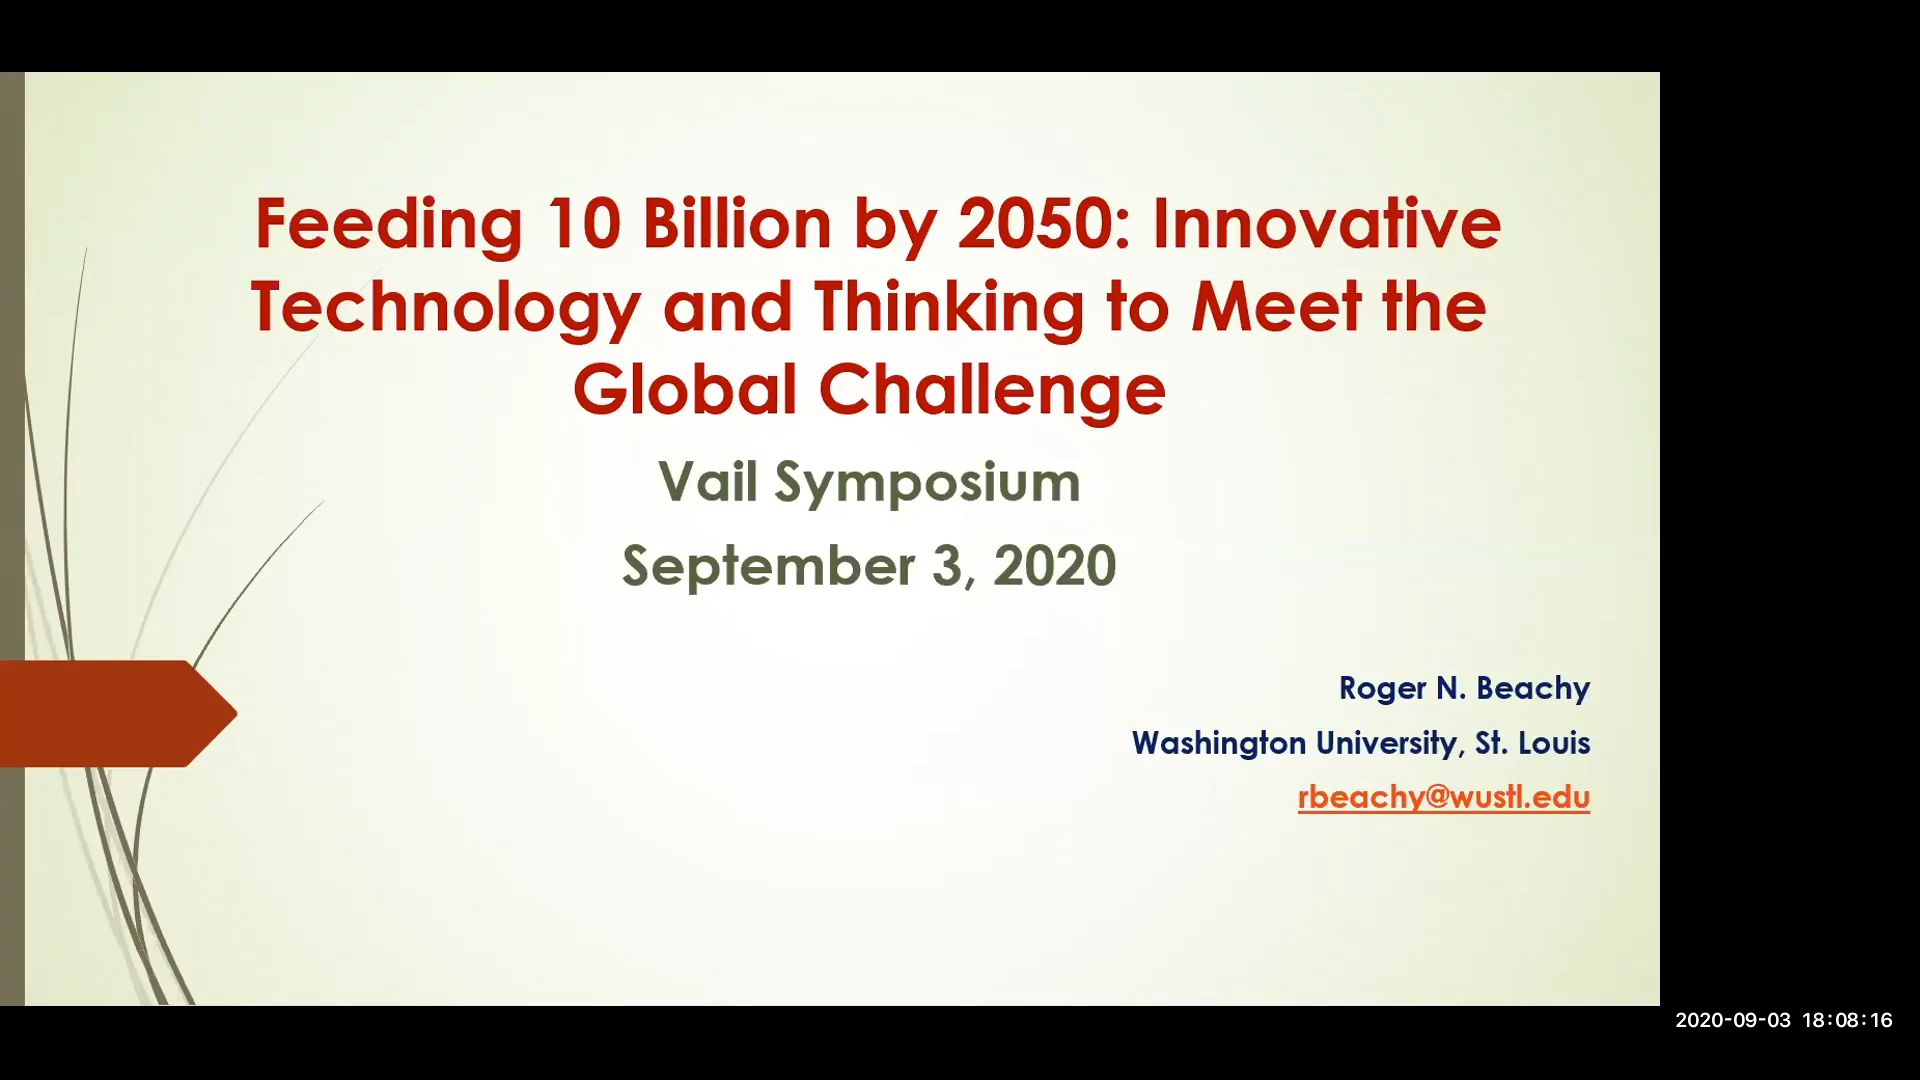 Feeding 10 Billion by 2050: Innovative
Technology and Thinking to Meet the
Global Challenge
Vail Symposium
September 3, 2020
Roger N. Beachy
Washington University, St. Louis
rbeachy@wustl.edu
2020-09-03 18:08:16